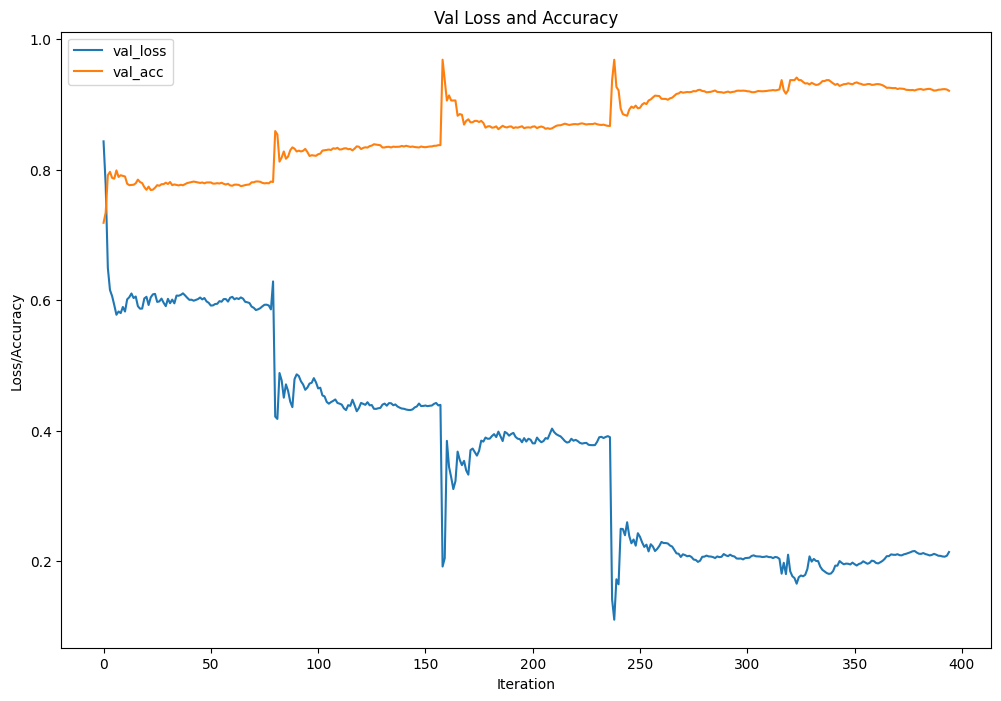 Val Loss and Accuracy
val_loss
val_acc
Loss/Accuracy
1.0
0.8
0.6
0.4
0.2
0 50 100 150 200 250 300 350 400
Iteration